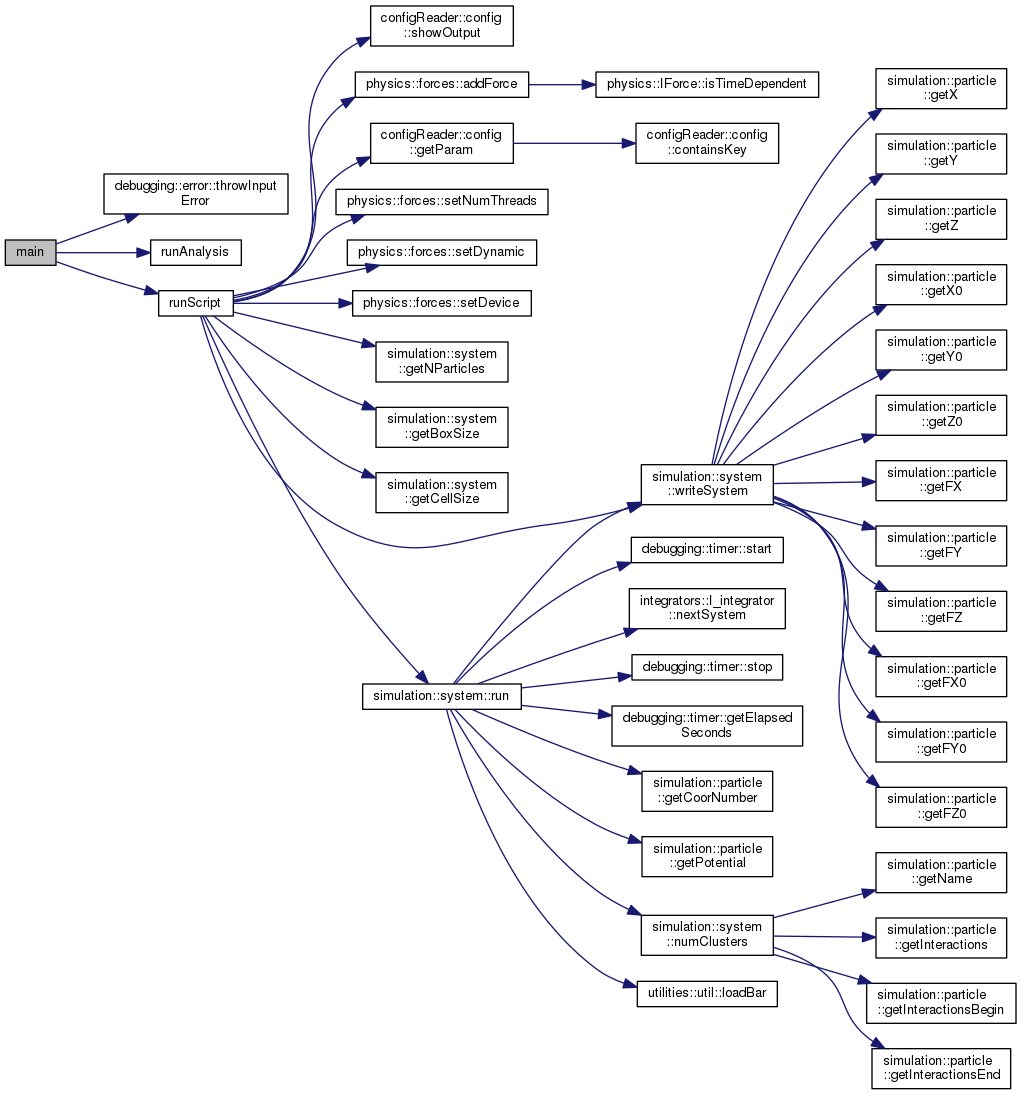 configReader::config
::showOutput
physics::forces::addForce
physics::IForce::isTimeDependent
simulation::particle
::getX
configReader::config
::getParam
configReader::config
::containsKey
simulation::particle
::getY
debugging::error::throwInput
Error
physics::forces::setNumThreads
simulation::particle
::getZ
main
runAnalysis
physics::forces::setDynamic
simulation::particle
::getX0
runScript
physics::forces::setDevice
simulation::system
::getNParticles
simulation::particle
::getY0
simulation::system
::getBoxSize
simulation::particle
::getZ0
simulation::system
::getCellSize
simulation::system
::writeSystem
simulation::particle
::getFX
debugging::timer::start
simulation::particle
::getFY
integrators::I_integrator
::nextSystem
simulation::particle
::getFZ
simulation::system::run
debugging::timer::stop
simulation::particle
::getFX0
debugging::timer::getElapsed
Seconds
simulation::particle
::getFY0
simulation::particle
::getCoorNumber
simulation::particle
::getFZ0
simulation::particle
::getPotential
simulation::particle
::getName
simulation::system
::numClusters
simulation::particle
::getInteractions
utilities::util::loadBar
simulation::particle
::getInteractionsBegin
simulation::particle
::getInteractionsEnd